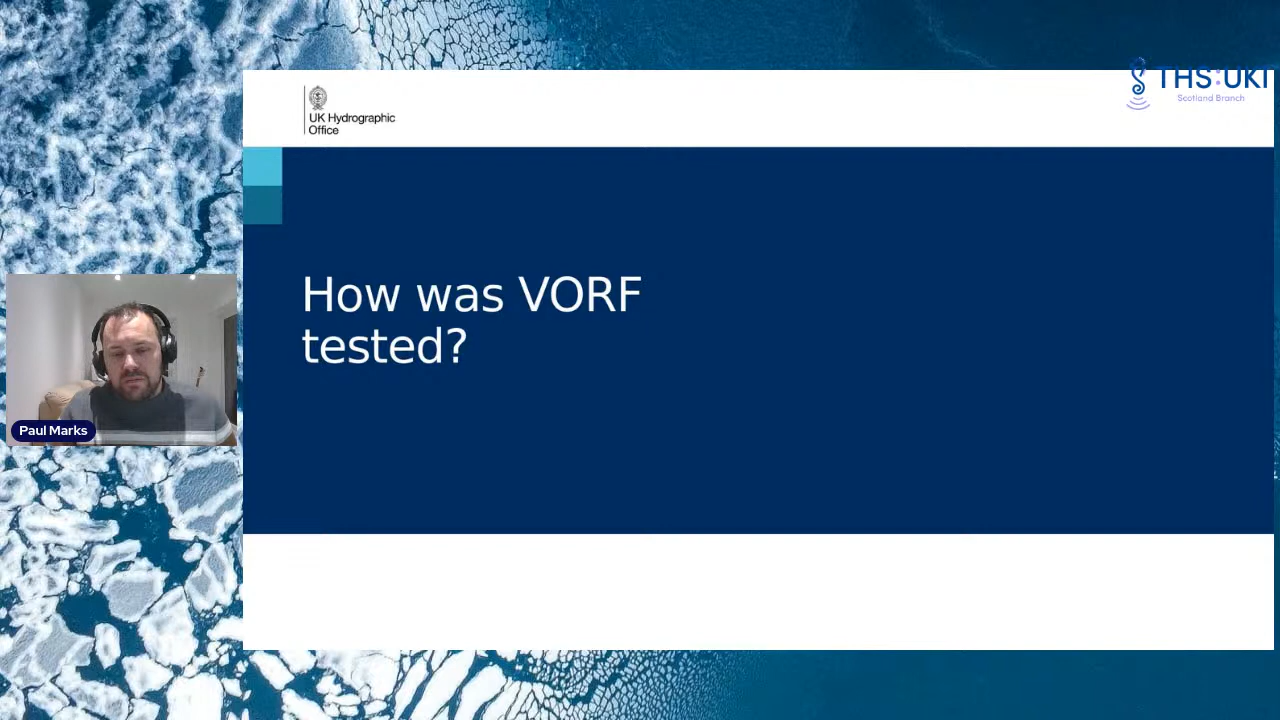 THS:UKI
Scotland Branch
UK Hydrographic
Office
How was VORF
tested?
Paul Marks